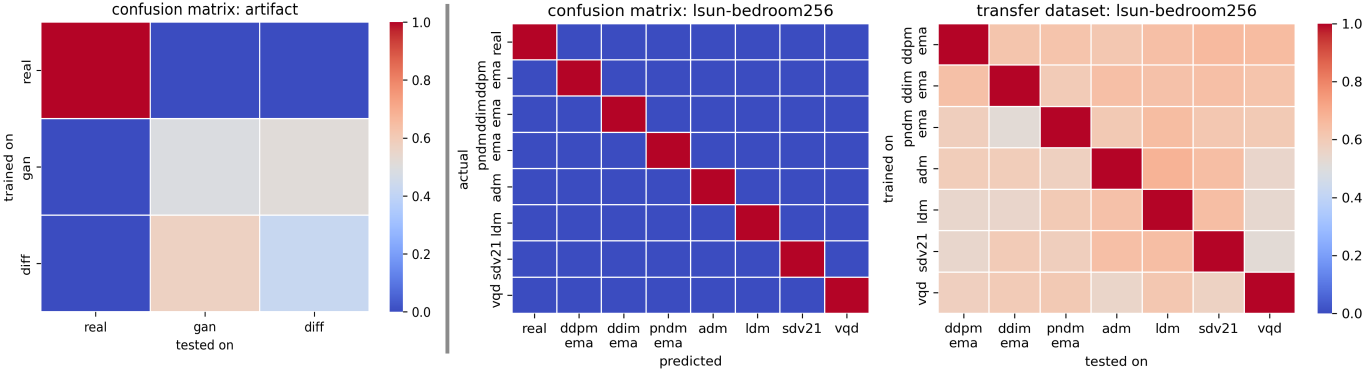 confusion matrix: artifact
trained on
real
gan
diff
real gan diff
tested on
1.0
0.8
0.6
0.4
0.2
0.0
confusion matrix: lsun-bedroom256
actual
real
ddpm
ema
ddim
ema
pndm
ema
adm
ldm
sdv21
vqd
real ddpm ddim pndm adm ldm sdv21 vqd
ema ema ema
predicted
transfer dataset: lsun-bedroom256
trained on
ddpm
ema
ddim
ema
pndm
ema
adm
ldm
sdv21
vqd
ddpm ddim pndm adm ldm sdv21 vqd
ema ema ema
tested on
1.0
0.8
0.6
0.4
0.2
0.0